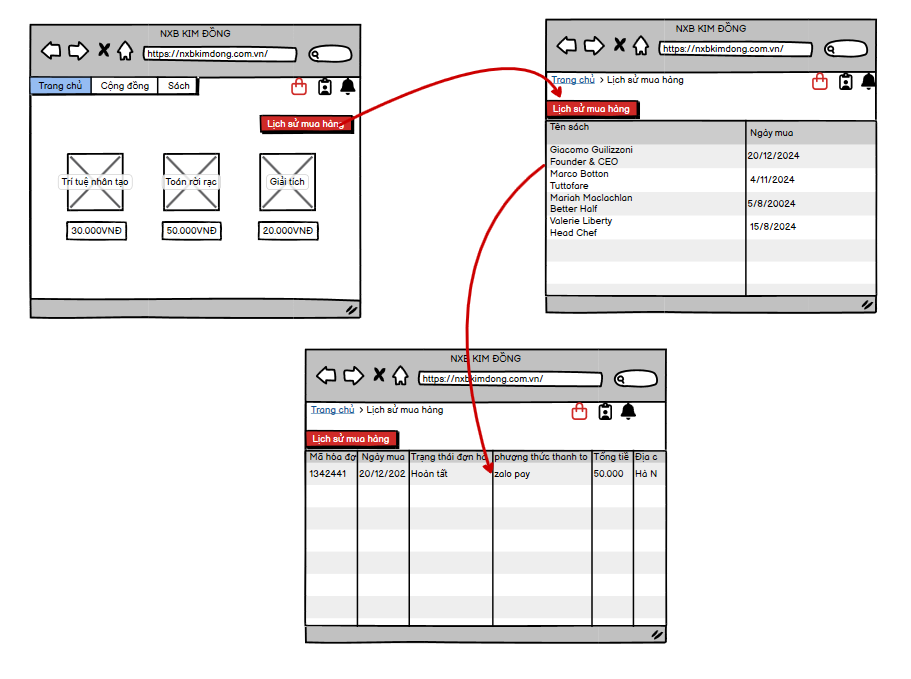 NXB KIM ĐỒNG
https://nxbkimdong.com.vn/
Trang chủ
Cộng đồng
Sách
Lịch sử mua hàng
Trí tuệ nhân tạo
Toán rời rạc
Giải tích
30.000VNĐ
50.000VNĐ
20.000VNĐ
NXB KIM ĐỒNG
https://nxbkimdong.com.vn/
Trang chủ > Lịch sử mua hàng
Lịch sử mua hàng
Tên sách
Ngày mua
Giacomo Guilizzoni
Founder & CEO
20/12/2024
Marco Botton
Tuttofare
4/11/2024
Mariah Maclachlan
Better Half
5/8/20024
Valerie Liberty
Head Chef
15/8/2024
NXB KIM ĐỒNG
https://nxbkimdong.com.vn/
Trang chủ > Lịch sử mua hàng
Lịch sử mua hàng
Mã hóa đơ Ngày mua Trạng thái đơn hà phương thức thanh to Tổng tiề Địa c
1342441 20/12/202 Hoàn tất zalo pay 50.000 Hà N